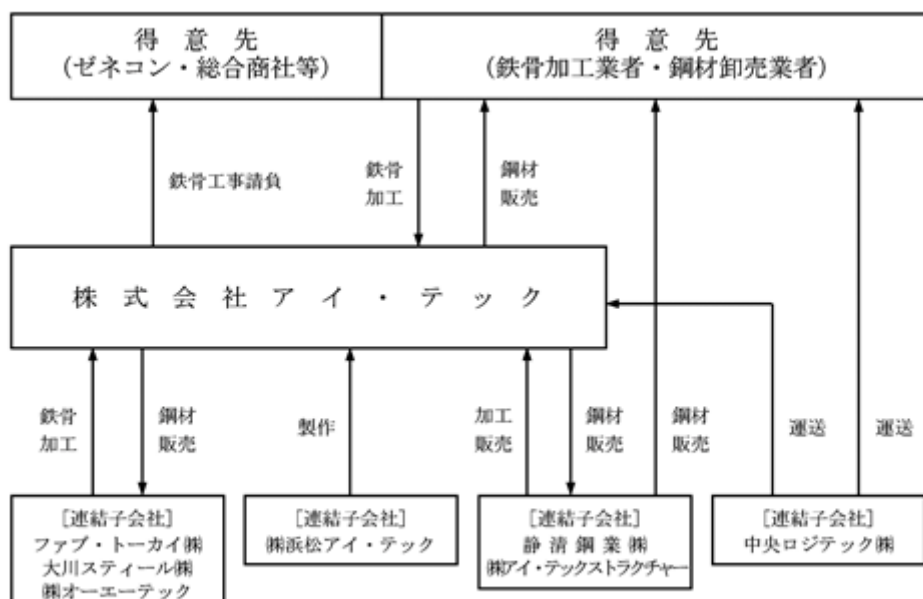 得意先
(ゼネコン・総合商社等)
得意先
(鉄骨加工業者・鋼材卸売業者)
鉄骨工事請負
鉄骨
加工
鋼材
販売
株式会社アイ・テック
鉄骨
加工
鋼材
販売
製作
加工
販売
鋼材
販売
鋼材
販売
運送
運送
[連結子会社]
ファブ・トーカイ㈱
大川スティール㈱
㈱オーエーテック
[連結子会社]
㈱浜松アイ・テック
[連結子会社]
静清鋼業㈱
㈱アイ・テックストラクチャー
[連結子会社]
中央ロジテック㈱